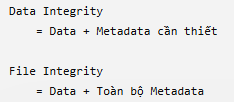 Data Integrity
= Data + Metadata cần thiết
File Integrity
= Data + Toàn bộ Metadata